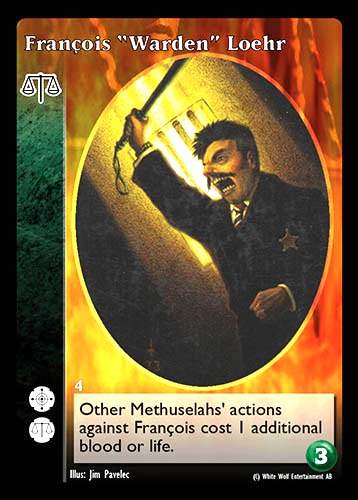 François "Warden" Loehr
4
Other Methuselahs' actions
against François cost 1 additional
blood or life.
3
Illus: Jim Pavelec
(C) White Wolf Entertainment AB